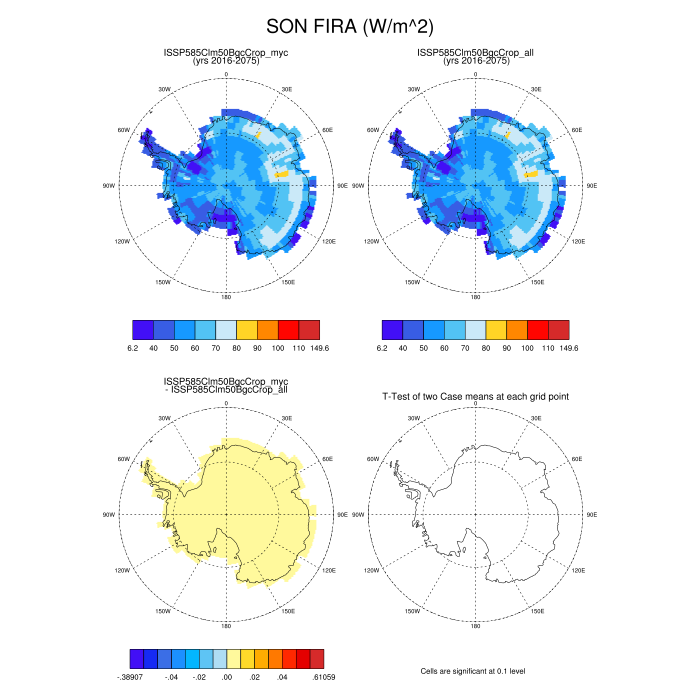 SON FIRA (W/m^2)
ISSP585Clm50BgcCrop_myc
(yrs 2016-2075)
ISSP585Clm50BgcCrop_all
(yrs 2016-2075)
0
30W 30E
60W 60E
90W 90E
120W 120E
150W 150E
180
0
30W 30E
60W 60E
90W 90E
120W 120E
150W 150E
180
6.2 40 50 60 70 80 90 100 110 149.6
6.2 40 50 60 70 80 90 100 110 149.6
ISSP585Clm50BgcCrop_myc
- ISSP585Clm50BgcCrop_all
T-Test of two Case means at each grid point
0
30W 30E
60W 60E
90W 90E
120W 120E
150W 150E
180
0
30W 30E
60W 60E
90W 90E
120W 120E
150W 150E
180
-.38907 -.04 -.02 .00 .02 .04 .61059
Cells are significant at 0.1 level